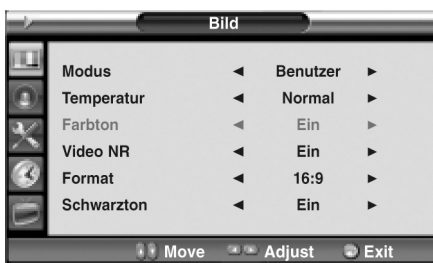 Bild
Modus ◄ Benutzer ►
Temperatur ◄ Normal ►
Farbton ◄ Ein ►
Video NR ◄ Ein ►
Format ◄ 16:9 ►
Schwarzton ◄ Ein ►
Move Adjust Exit